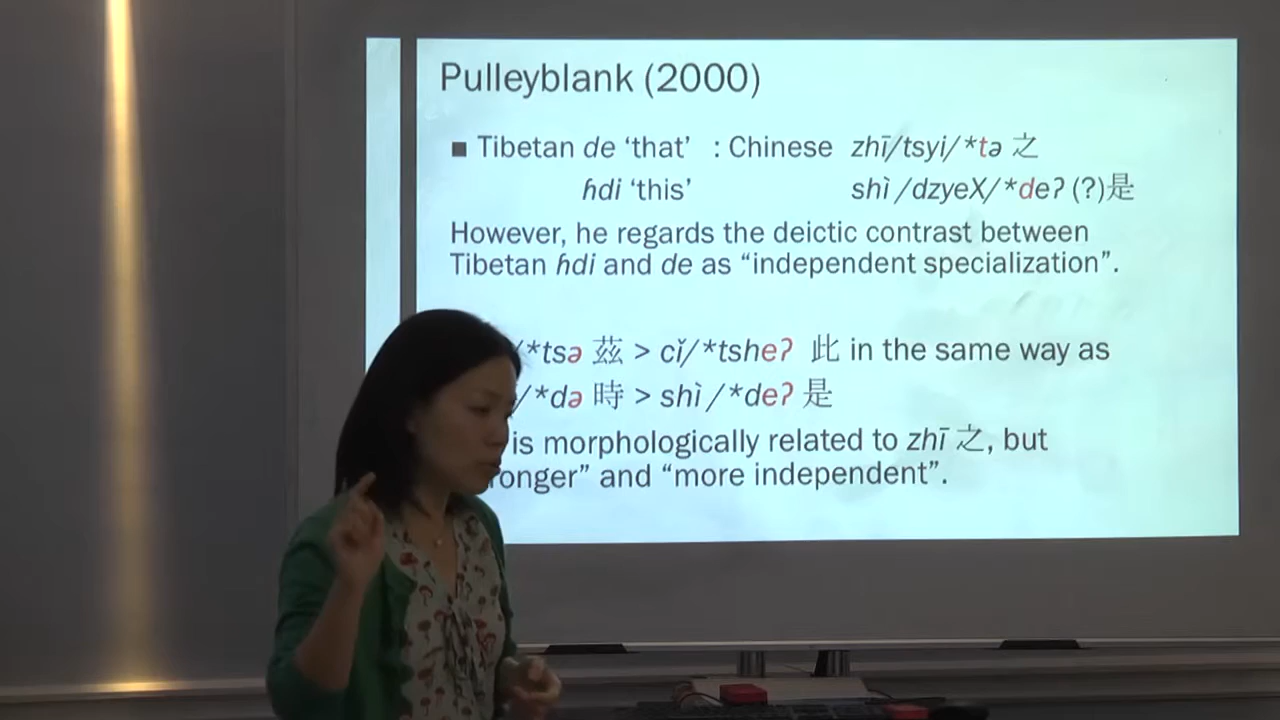 Pulleyblank (2000)
■ Tibetan de ‘that’ : Chinese zhī/tsyi/*tə 之
ɦdi ‘this’ shì /dzyeX/*deʔ (?)是
However, he regards the deictic contrast between
Tibetan ɦdi and de as “independent specialization”.
/*tsə 茲 > cǐ/*tsheʔ 此 in the same way as
/*də 時 > shì /*deʔ 是
is morphologically related to zhī 之, but
onger” and “more independent”.